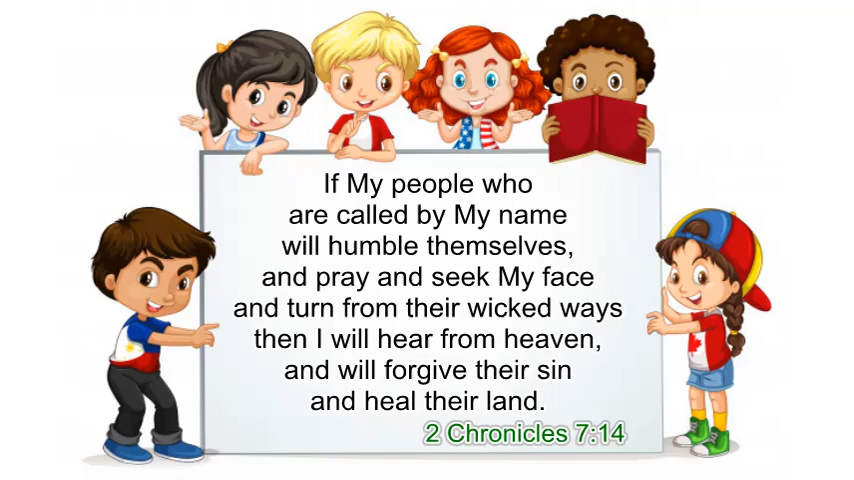 If My people who
are called by My name
will humble themselves,
and pray and seek My face
and turn from their wicked ways
then I will hear from heaven,
and will forgive their sin
and heal their land.
2 Chronicles 7:14